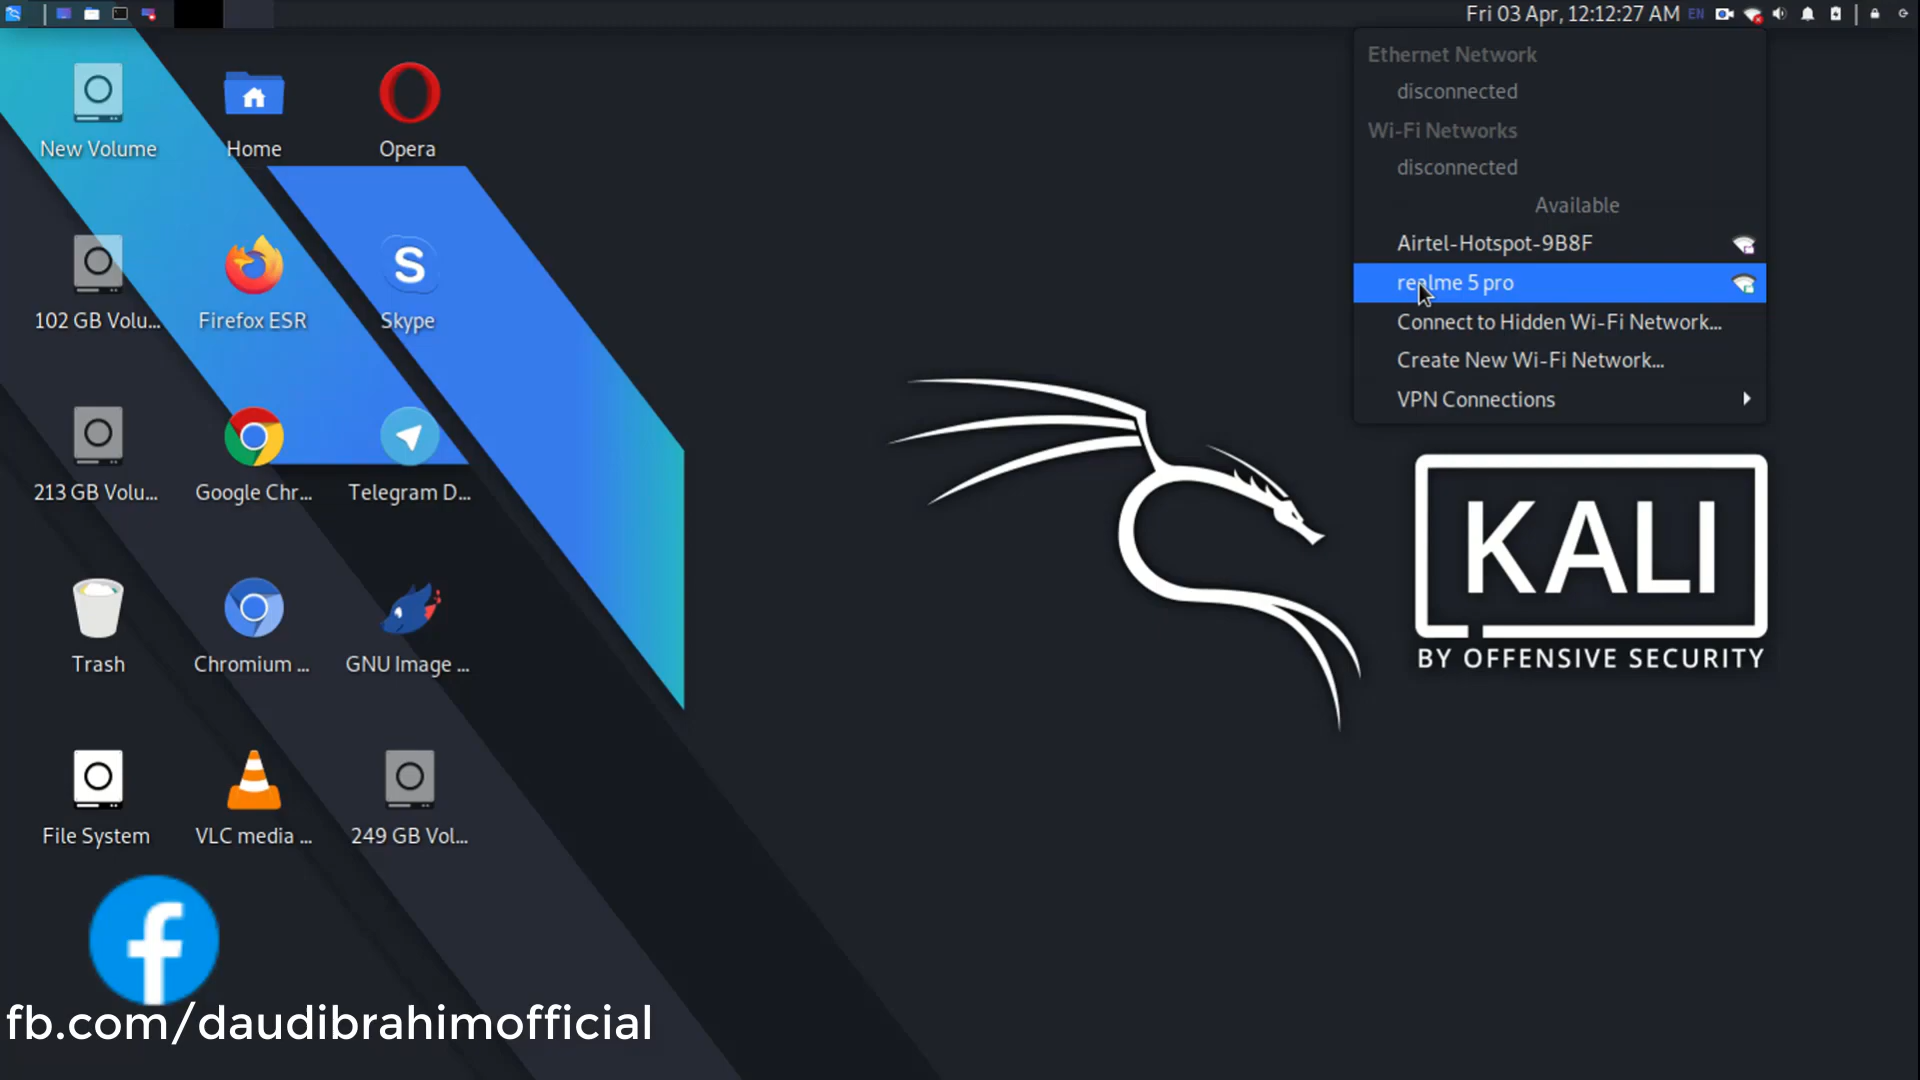 Fri 03 Apr, 12:12:27 AM EN
Ethernet Network
disconnected
Wi-Fi Networks
disconnected
Available
Airtel-Hotspot-9B8F
realme 5 pro
Connect to Hidden Wi-Fi Network...
Create New Wi-Fi Network...
VPN Connections
New Volume
Home
Opera
102 GB Volu...
Firefox ESR
Skype
213 GB Volu...
Google Chr...
Telegram D...
Trash
Chromium ...
GNU Image ...
File System
VLC media ...
249 GB Vol...
KALI
BY OFFENSIVE SECURITY
fb.com/daudibrahimofficial